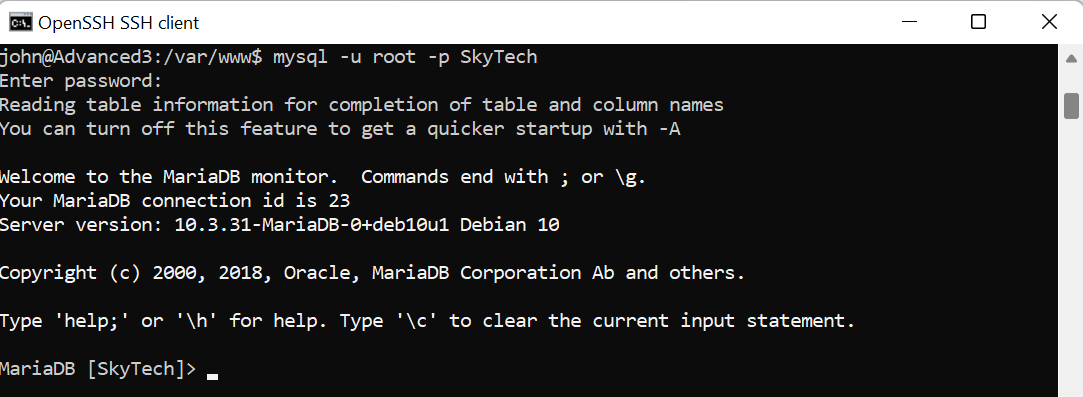 OpenSSH SSH client
john@Advanced3:/var/www$ mysql -u root -p SkyTech
Enter password:
Reading table information for completion of table and column names
You can turn off this feature to get a quicker startup with -A
Welcome to the MariaDB monitor.  Commands end with ; or \g.
Your MariaDB connection id is 23
Server version: 10.3.31-MariaDB-0+deb10u1 Debian 10
Copyright (c) 2000, 2018, Oracle, MariaDB Corporation Ab and others.
Type 'help;' or '\h' for help. Type '\c' to clear the current input statement.
MariaDB [SkyTech]>